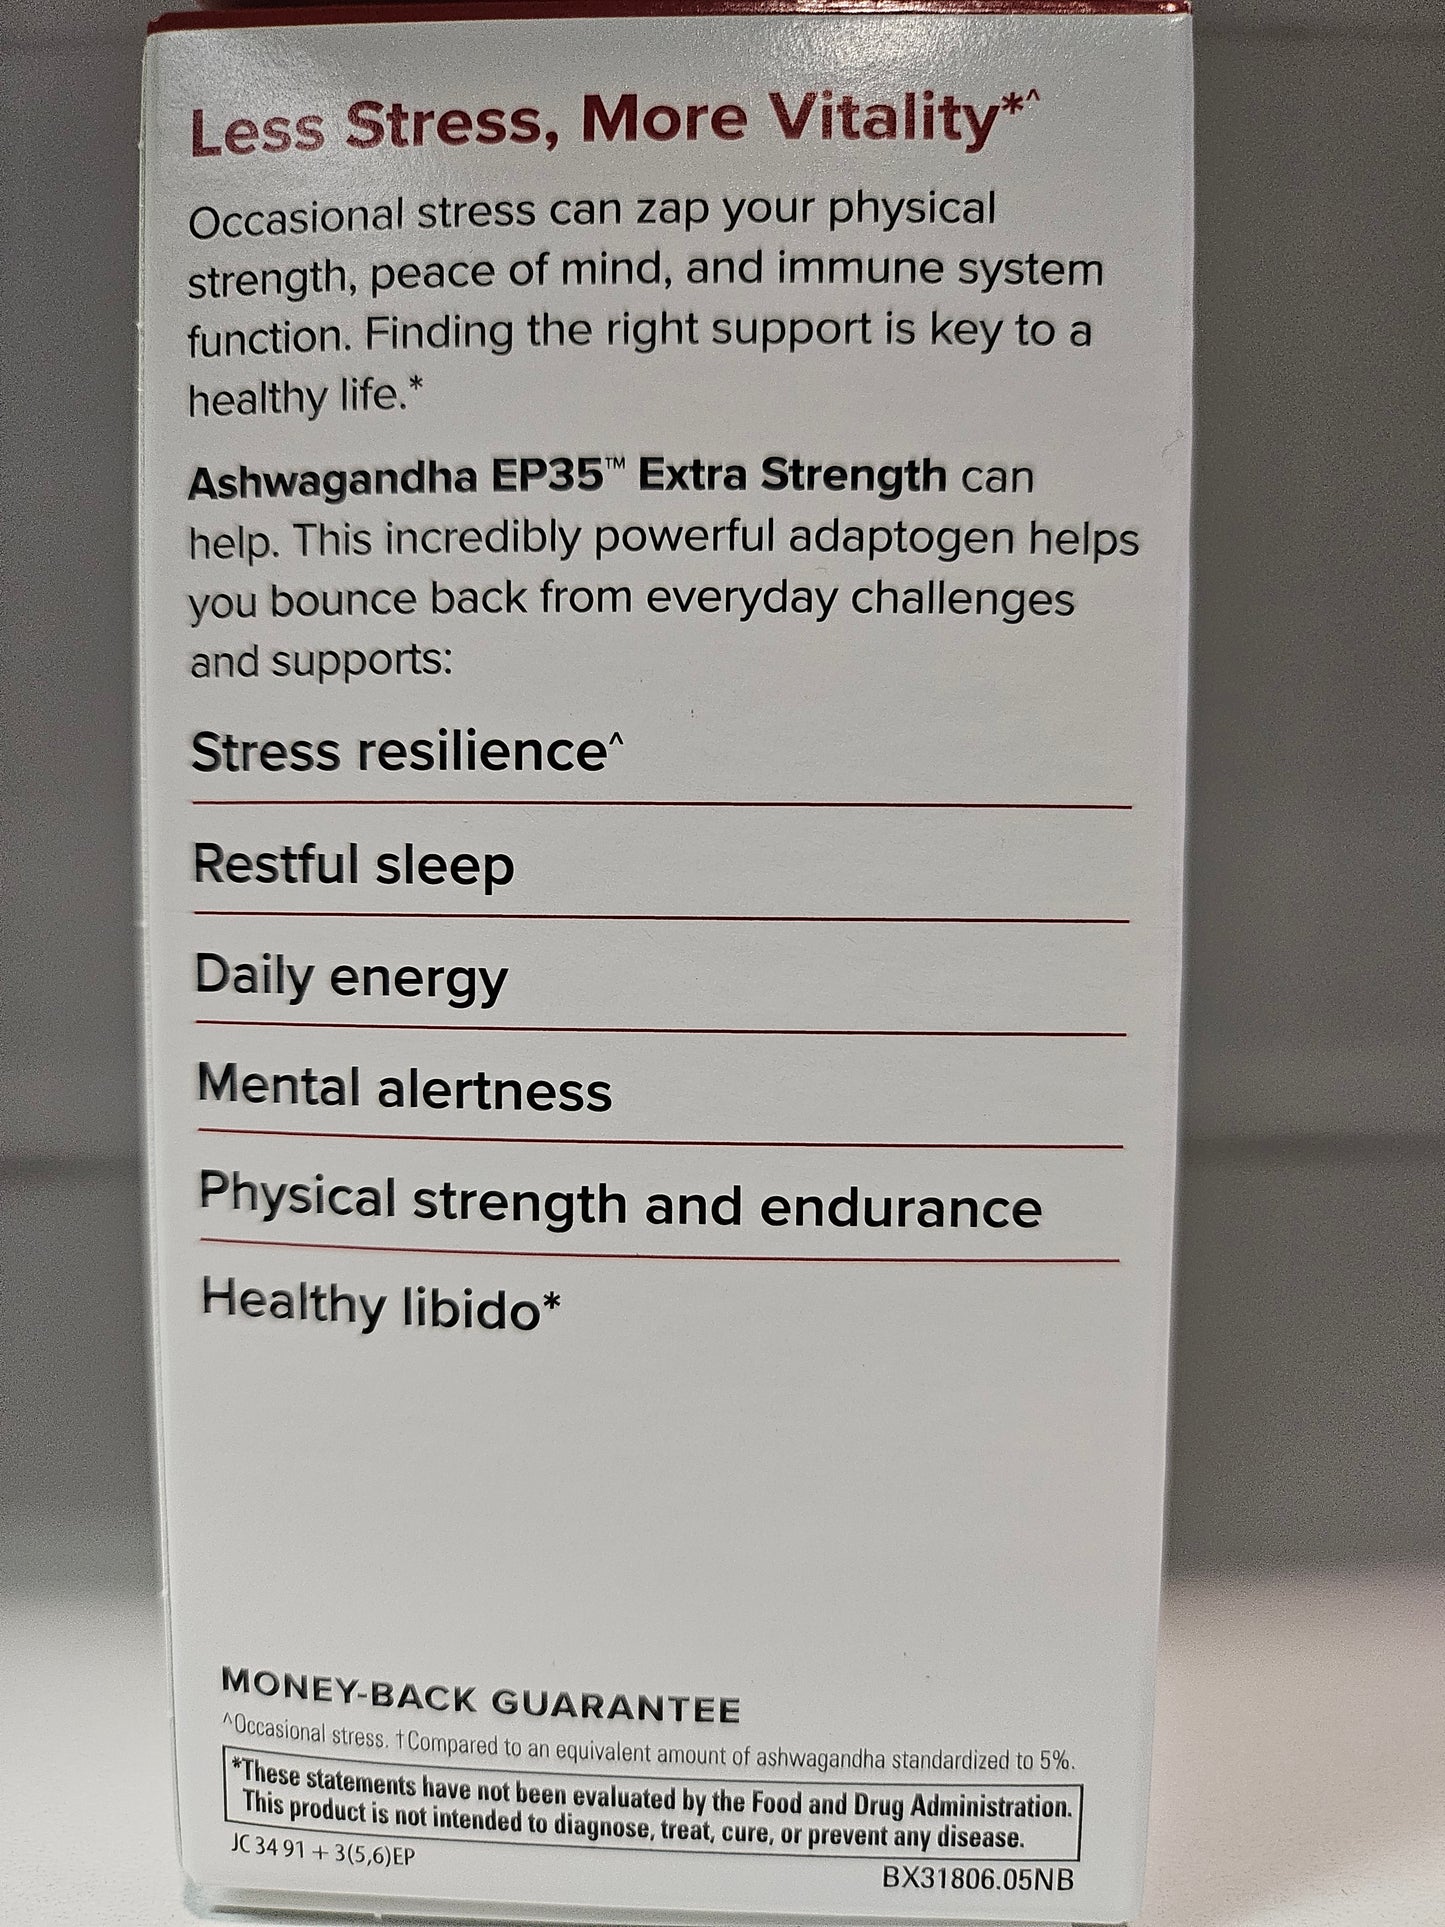 Less Stress, More Vitality*^
Occasional stress can zap your physical
strength, peace of mind, and immune system
function. Finding the right support is key to a
healthy life.*
Ashwagandha EP35™ Extra Strength can
help. This incredibly powerful adaptogen helps
you bounce back from everyday challenges
and supports:
Stress resilience^
Restful sleep
Daily energy
Mental alertness
Physical strength and endurance
Healthy libido*
MONEY-BACK GUARANTEE
^Occasional stress. †Compared to an equivalent amount of ashwagandha standardized to 5%.
*These statements have not been evaluated by the Food and Drug Administration.
This product is not intended to diagnose, treat, cure, or prevent any disease.
JC 34 91 + 3(5,6)EP
BX31806.05NB